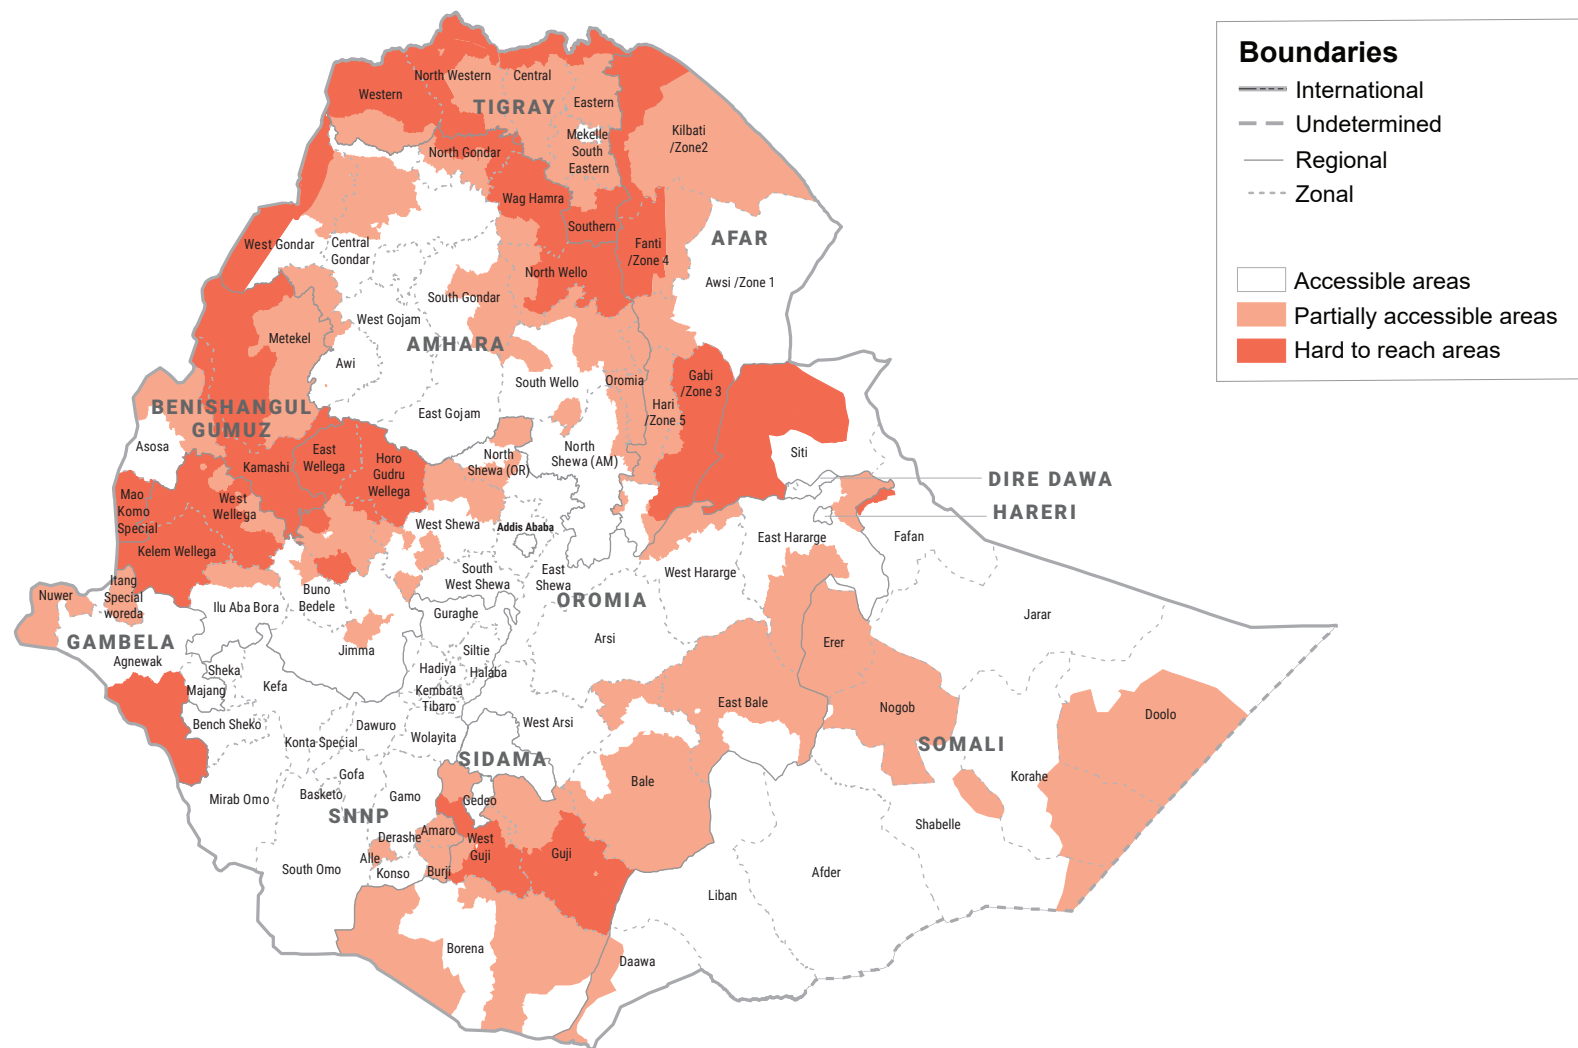 Boundaries
International
Undetermined
Regional
Zonal
Accessible areas
Partially accessible areas
Hard to reach areas
North Western
Central
Western
TIGRAY
Eastern
Mekelle
Kilbati
/Zone2
North Gondar
South
Eastern
Wag Hamra
Southern
AFAR
West Gondar
Central
Gondar
Fanti
/Zone 4
North Wello
Awsi /Zone 1
South Gondar
West Gojam
Metekel
AMHARA
Awi
South Wello
Oromia
Gabi
/Zone 3
BENISHANGUL
GUMUZ
East Gojam
Hari
/Zone 5
Asosa
East
Wellega
Kamashi
Horo
Gudru
Wellega
North
Shewa (OR)
North
Shewa (AM)
Siti
DIRE DAWA
HARERI
Mao
Komo
Special
West
Wellega
West Shewa
Addis Ababa
East Hararge
Fafan
Kelem Wellega
South
West Shewa
East
Shewa
West Hararge
Nuwer
Itang
Special
woreda
Buno
Bedele
Ilu Aba Bora
OROMIA
Guraghe
Jarar
GAMBELA
Agnewak
Arsi
Erer
Jimma
Siltie
Sheka
Hadiya
Halaba
Majang
Kefa
Kembata
Tibaro
East Bale
Nogob
Doolo
Bench Sheko
Dawuro
West Arsi
Konta Special
Wolayita
SOMALI
SIDAMA
Gofa
Bale
Korahe
Mirab Omo
Basketo
Gamo
Gedeo
SNNP
Shabelle
Derashe
Amaro
West
Guji
Guji
Alle
South Omo
Konso
Burji
Afder
Liban
Borena
Daawa